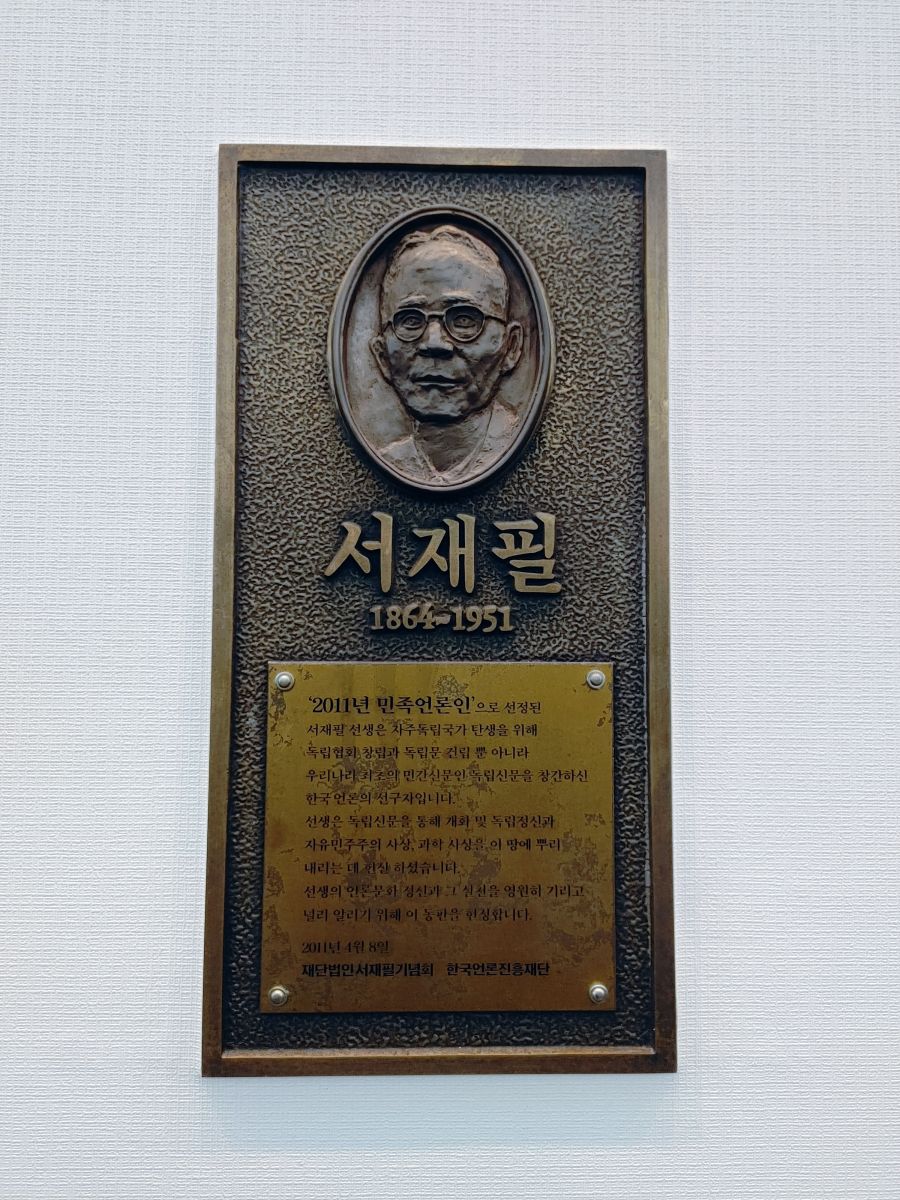 서재필
1864-1951
‘2011년 민족언론인’으로 선정된
서재필 선생은 자주독립국가 탄생을 위해
독립협회 창립과 독립문 건립 뿐 아니라
우리나라 최초의 민간신문인 독립신문을 창간하신
한국 언론의 선구자입니다.
선생은 독립신문을 통해 개화 및 독립정신과
자유민주주의 사상, 과학 사상을 이 땅에 뿌리
내리는 데 헌신 하셨습니다.
선생의 언론문화 정신과 그 실천을 영원히 기리고
널리 알리기 위해 이 동판을 헌정합니다.
2011년 4월 8일
재단법인서재필기념회 한국언론진흥재단